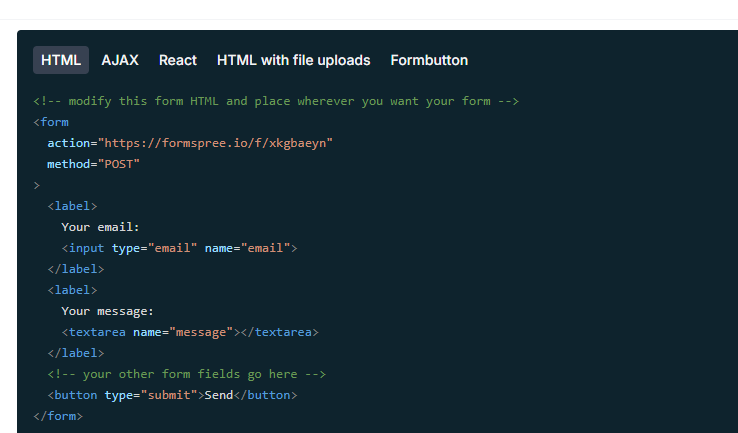 HTML AJAX React HTML with file uploads Formbutton
<!-- modify this form HTML and place wherever you want your form -->
<form
  action="https://formspree.io/f/xkgbaeyn"
  method="POST"
>
  <label>
    Your email:
    <input type="email" name="email">
  </label>
  <label>
    Your message:
    <textarea name="message"></textarea>
  </label>
  <!-- your other form fields go here -->
  <button type="submit">Send</button>
</form>